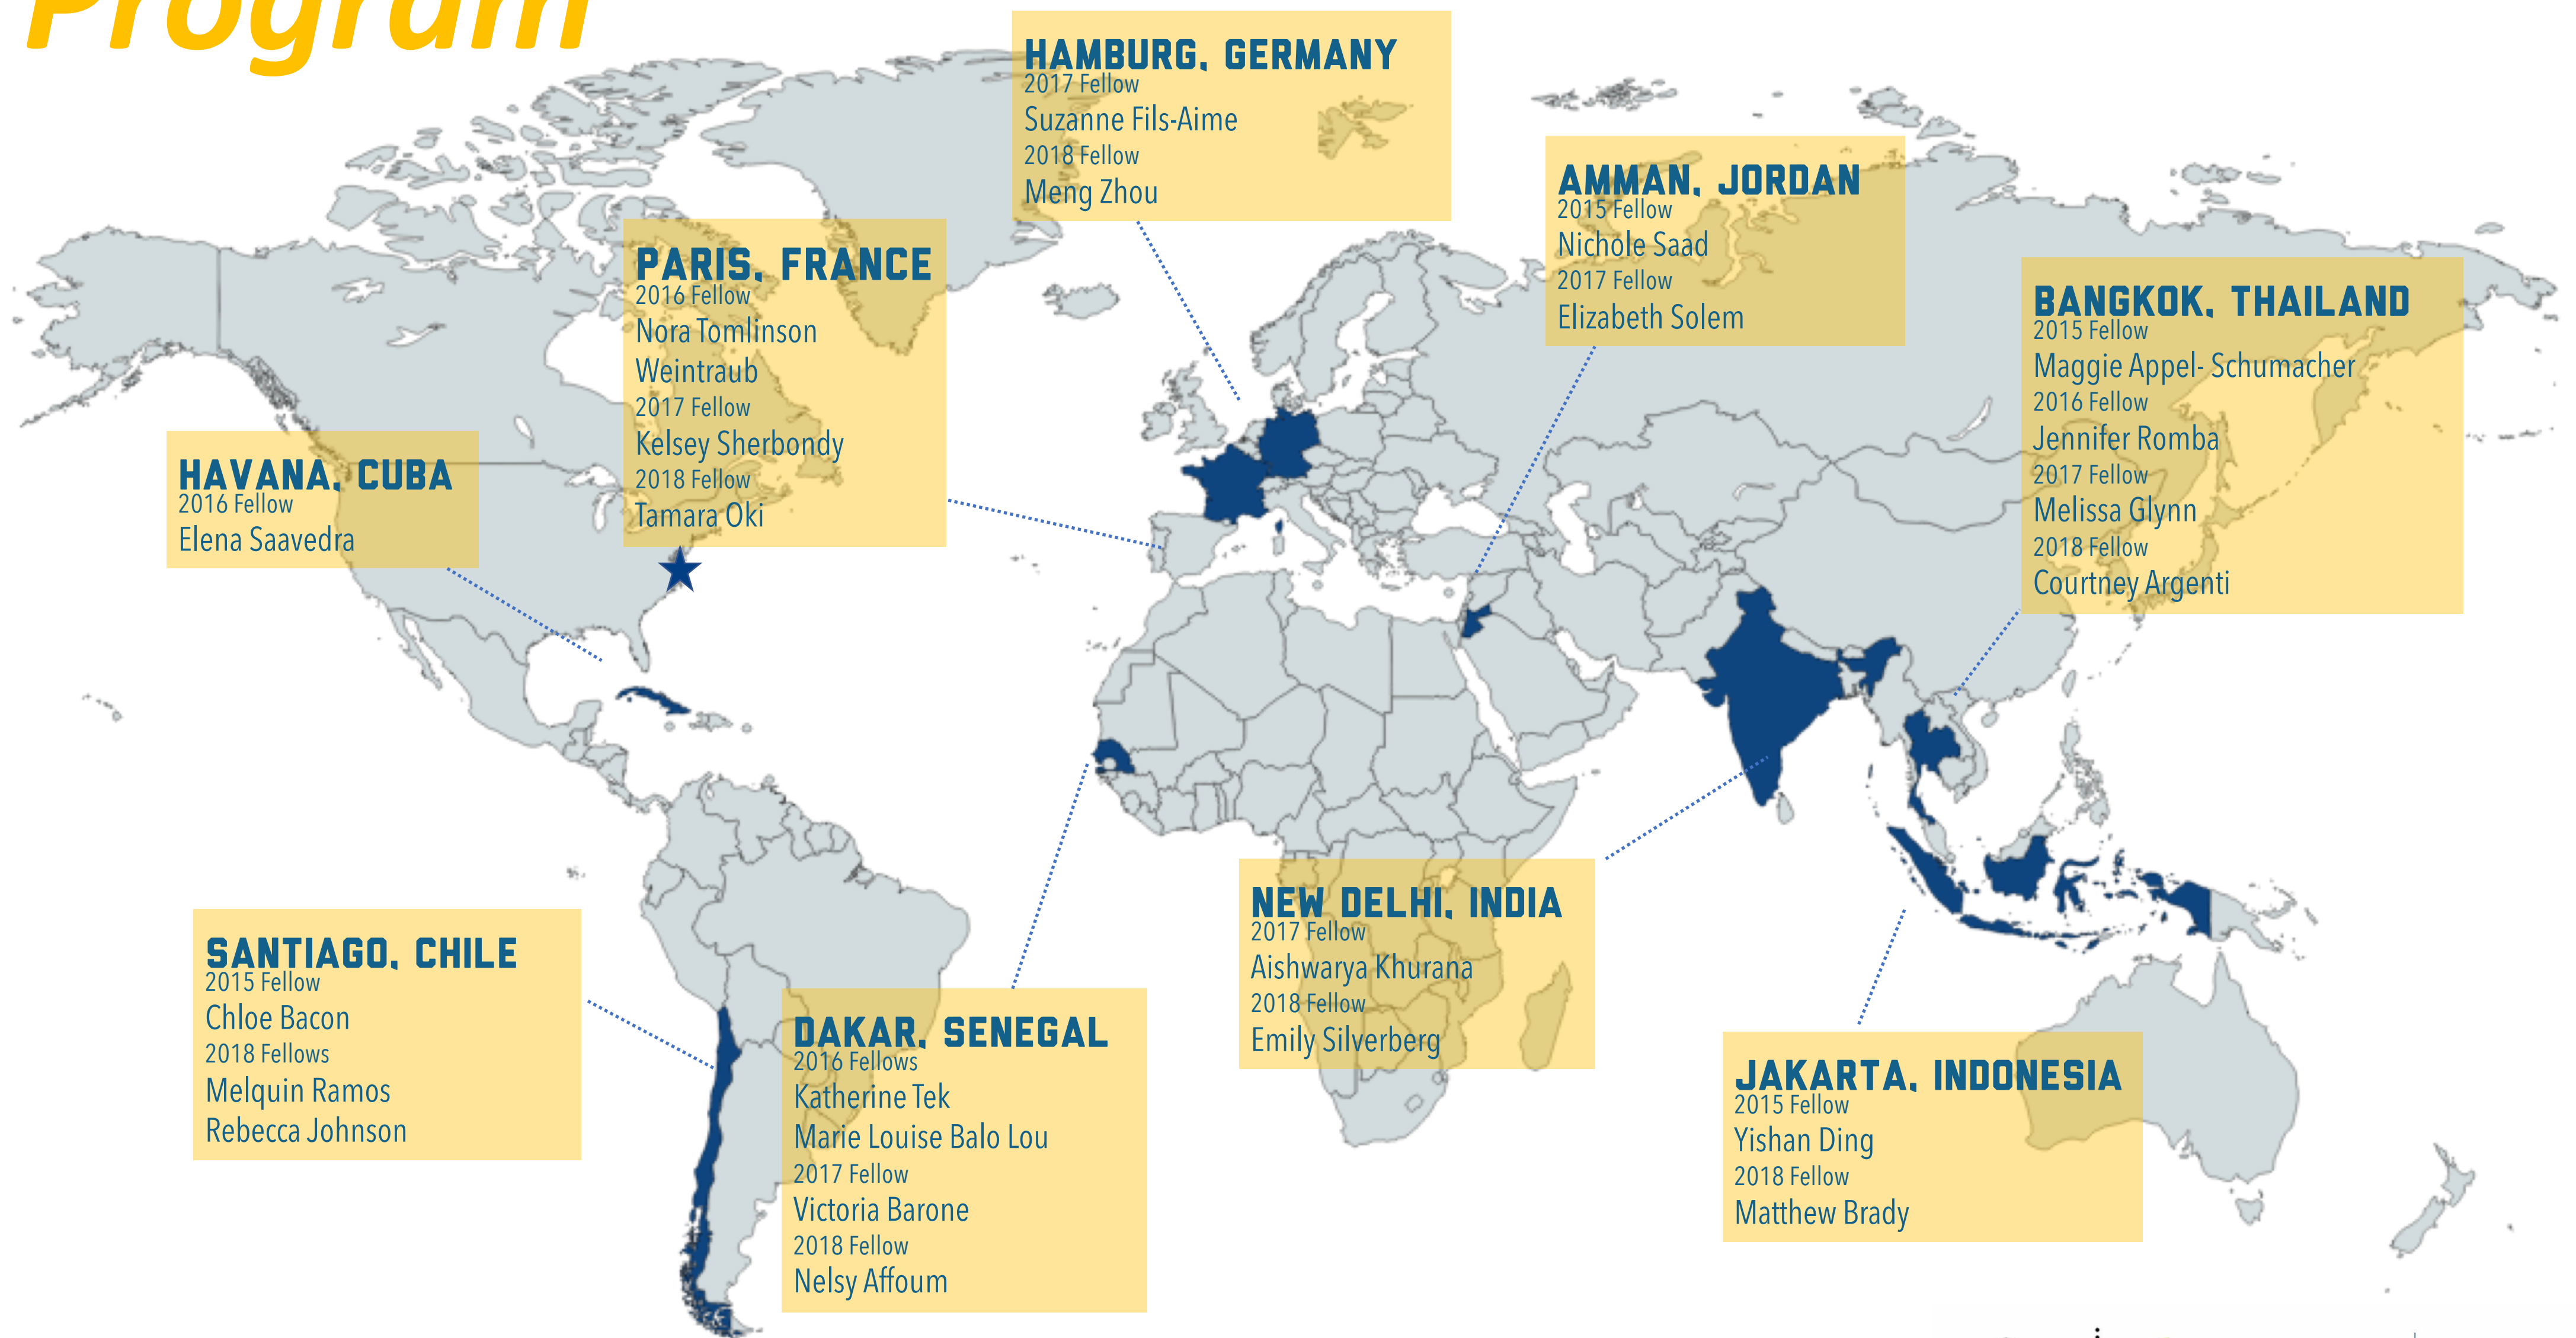 Program
HAMBURG, GERMANY
2017 Fellow
Suzanne Fils-Aime
2018 Fellow
Meng Zhou
AMMAN, JORDAN
2015 Fellow
Nichole Saad
2017 Fellow
Elizabeth Solem
PARIS, FRANCE
2016 Fellow
Nora Tomlinson
Weintraub
2017 Fellow
Kelsey Sherbondy
2018 Fellow
Tamara Oki
BANGKOK, THAILAND
2015 Fellow
Maggie Appel- Schumacher
2016 Fellow
Jennifer Romba
2017 Fellow
Melissa Glynn
2018 Fellow
Courtney Argenti
HAVANA, CUBA
2016 Fellow
Elena Saavedra
NEW DELHI, INDIA
2017 Fellow
Aishwarya Khurana
2018 Fellow
Emily Silverberg
SANTIAGO, CHILE
2015 Fellow
Chloe Bacon
2018 Fellows
Melquin Ramos
Rebecca Johnson
DAKAR, SENEGAL
2016 Fellows
Katherine Tek
Marie Louise Balo Lou
2017 Fellow
Victoria Barone
2018 Fellow
Nelsy Affoum
JAKARTA, INDONESIA
2015 Fellow
Yishan Ding
2018 Fellow
Matthew Brady